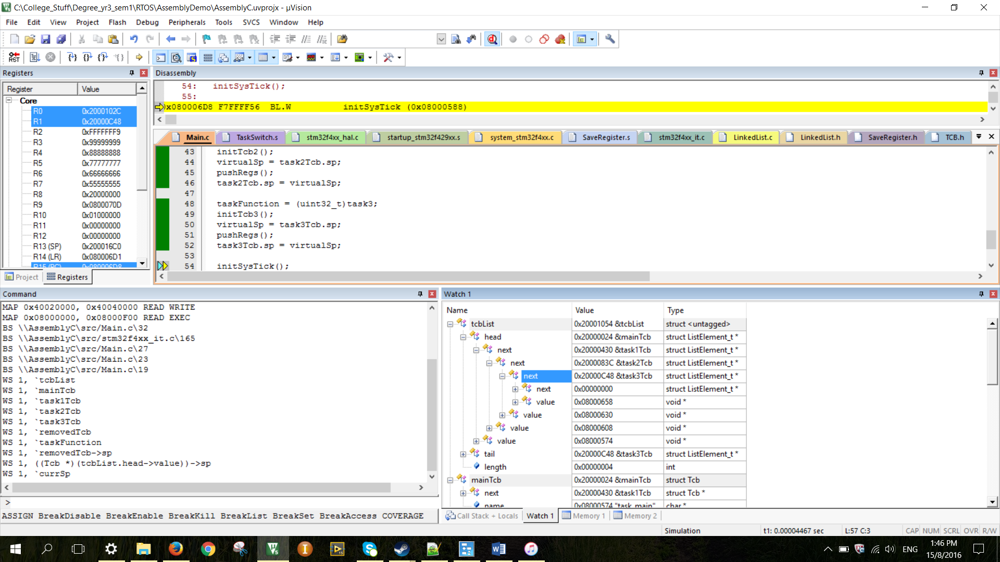 C:\College_Stuff\Degree_yr3_sem1\RTOS\AssemblyDemo\AssemblyC.uvprojx - µVision
File Edit View Project Flash Debug Peripherals Tools SVCS Window Help
Registers
Register Value
Core
R0 0x2000102C
R1 0x20000C48
R2 0xFFFFFFF9
R3 0x99999999
R4 0x88888888
R5 0x77777777
R6 0x66666666
R7 0x55555555
R8 0x20000000
R9 0x0800070D
R10 0x01000000
R11 0x00000000
R12 0x00000000
R13 (SP) 0x200016C0
R14 (LR) 0x080006D1
R15 (PC) 0x080006D8
Project Registers
Disassembly
54: initSysTick();
55:
0x080006D8 F7FFFF56 BL.W initSysTick (0x08000588)
Main.c TaskSwitch.s stm32f4xx_hal.c startup_stm32f429xx.s system_stm32f4xx.c SaveRegister.s stm32f4xx_it.c LinkedList.c LinkedList.h SaveRegister.h TCB.h
43 initTcb2();
44 virtualSp = task2Tcb.sp;
45 pushRegs();
46 task2Tcb.sp = virtualSp;
47
48 taskFunction = (uint32_t)task3;
49 initTcb3();
50 virtualSp = task3Tcb.sp;
51 pushRegs();
52 task3Tcb.sp = virtualSp;
53
54 initSysTick();
Command
MAP 0x40020000, 0x40040000 READ WRITE
MAP 0x08000000, 0x08000F00 READ EXEC
BS \\AssemblyC\src/Main.c\32
BS \\AssemblyC\src/stm32f4xx_it.c\165
BS \\AssemblyC\src/Main.c\27
BS \\AssemblyC\src/Main.c\23
BS \\AssemblyC\src/Main.c\19
WS 1, `tcbList
WS 1, `mainTcb
WS 1, `task1Tcb
WS 1, `task2Tcb
WS 1, `task3Tcb
WS 1, `removedTcb
WS 1, `taskFunction
WS 1, `removedTcb->sp
WS 1, ((Tcb *)(tcbList.head->value))->sp
WS 1, `currSp
>
ASSIGN BreakDisable BreakEnable BreakKill BreakList BreakSet BreakAccess COVERAGE
Watch 1
Name Value Type
tcbList 0x20001054 &tcbList struct <untagged>
head 0x20000024 &mainTcb struct ListElement_t *
next 0x20000430 &task1Tcb struct ListElement_t *
next 0x2000083C &task2Tcb struct ListElement_t *
next 0x20000C48 &task3Tcb struct ListElement_t *
next 0x00000000 struct ListElement_t *
value 0x08000658 void *
value 0x08000630 void *
value 0x08000608 void *
value 0x08000574 void *
tail 0x20000C48 &task3Tcb struct ListElement_t *
length 0x00000004 int
mainTcb 0x20000024 &mainTcb struct Tcb
next 0x20000430 &task1Tcb struct Tcb *
name 0x08000574 "task_main" char *
Call Stack + Locals Watch 1 Memory 1 Memory 2
Simulation t1: 0.00004467 sec L:57 C:3 CAP NUM SCRL OVR R/W
ENG
1:46 PM
15/8/2016